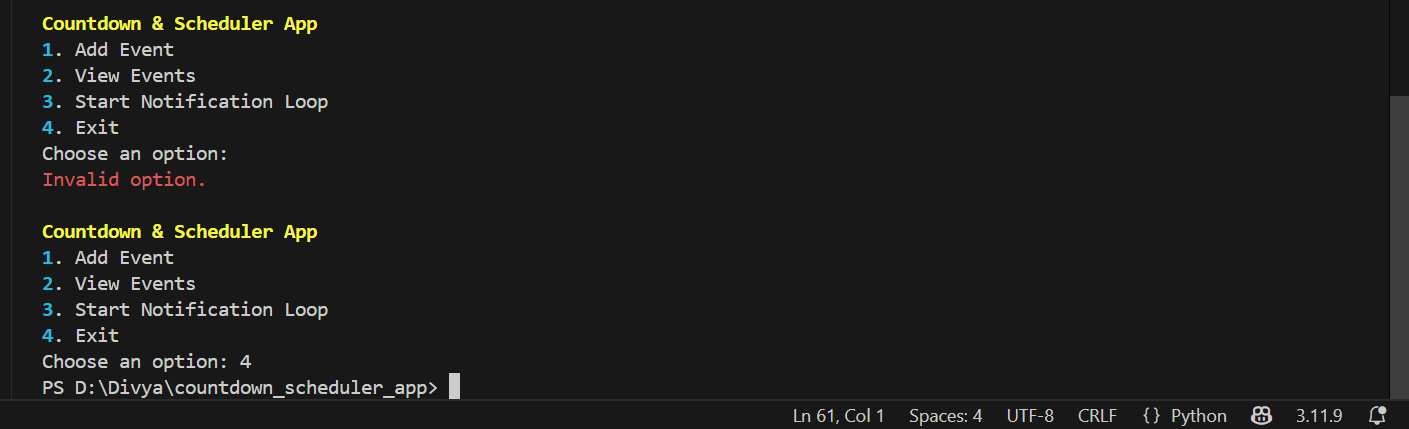 Countdown & Scheduler App
1. Add Event
2. View Events
3. Start Notification Loop
4. Exit
Choose an option:
Invalid option.
Countdown & Scheduler App
1. Add Event
2. View Events
3. Start Notification Loop
4. Exit
Choose an option: 4
PS D:\Divya\countdown_scheduler_app>
Ln 61, Col 1 Spaces: 4 UTF-8 CRLF {} Python 3.11.9